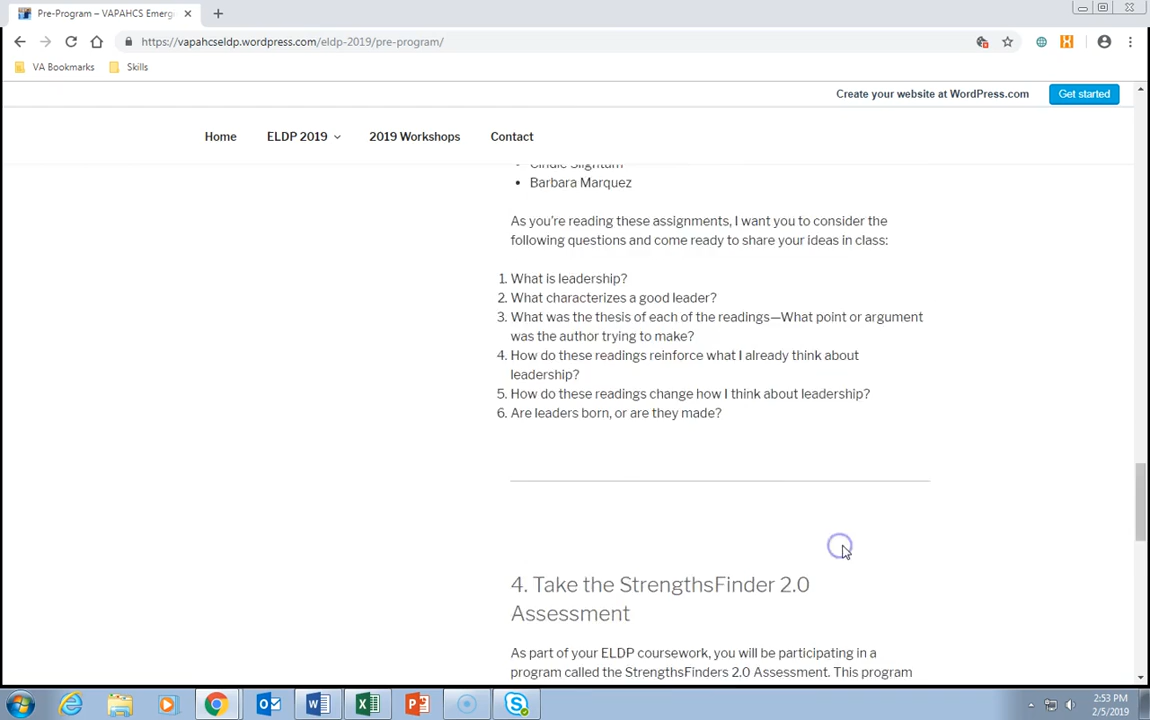 Pre-Program – VAPAHCS Emerg
https://vapahcseldp.wordpress.com/eldp-2019/pre-program/
VA Bookmarks
Skills
Create your website at WordPress.com
Get started
Home
ELDP 2019
2019 Workshops
Contact
• Barbara Marquez
As you're reading these assignments, I want you to consider the
following questions and come ready to share your ideas in class:
1. What is leadership?
2. What characterizes a good leader?
3. What was the thesis of each of the readings—What point or argument
was the author trying to make?
4. How do these readings reinforce what I already think about
leadership?
5. How do these readings change how I think about leadership?
6. Are leaders born, or are they made?
4. Take the StrengthsFinder 2.0
Assessment
As part of your ELDP coursework, you will be participating in a
program called the StrengthsFinders 2.0 Assessment. This program
2:53 PM
2/5/2019